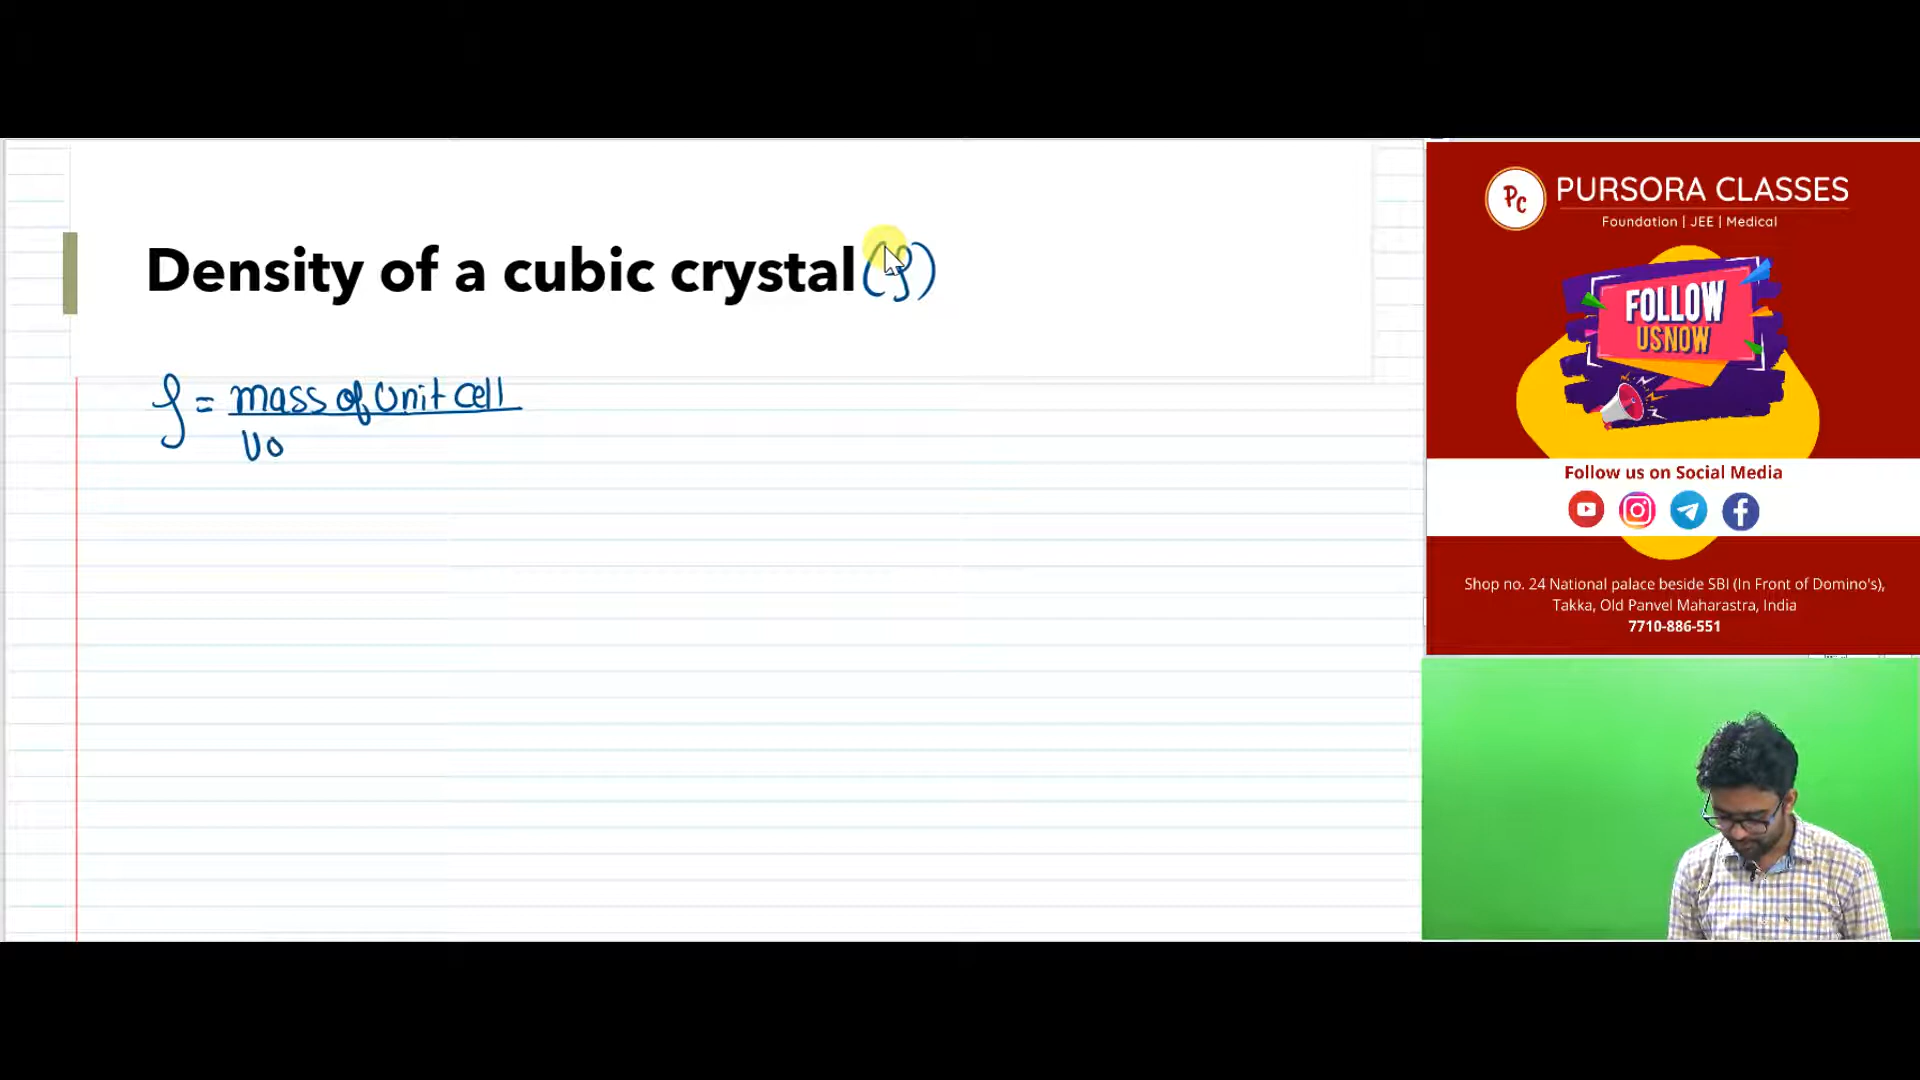 Density of a cubic crystal (ρ)
ρ = mass of unit cell
vo
PC
PURSORA CLASSES
Foundation | JEE | Medical
FOLLOW
US NOW
Follow us on Social Media
Shop no. 24 National palace beside SBI (In Front of Domino's),
Takka, Old Panvel Maharastra, India
7710-886-551